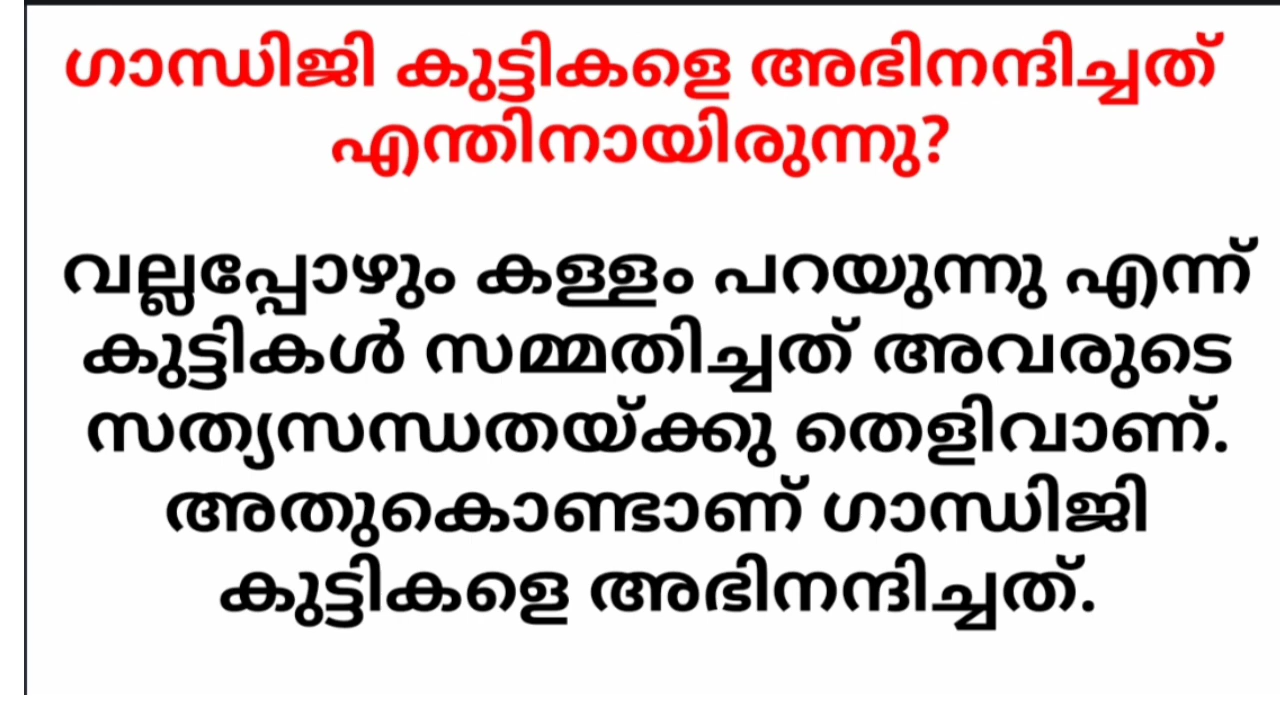 ഗാന്ധിജി കുട്ടികളെ അഭിനന്ദിച്ചത്
എന്തിനായിരുന്നു?
വല്ലപ്പോഴും കള്ളം പറയുന്നു എന്ന്
കുട്ടികൾ സമ്മതിച്ചത് അവരുടെ
സത്യസന്ധതയ്ക്കു തെളിവാണ്.
അതുകൊണ്ടാണ് ഗാന്ധിജി
കുട്ടികളെ അഭിനന്ദിച്ചത്.